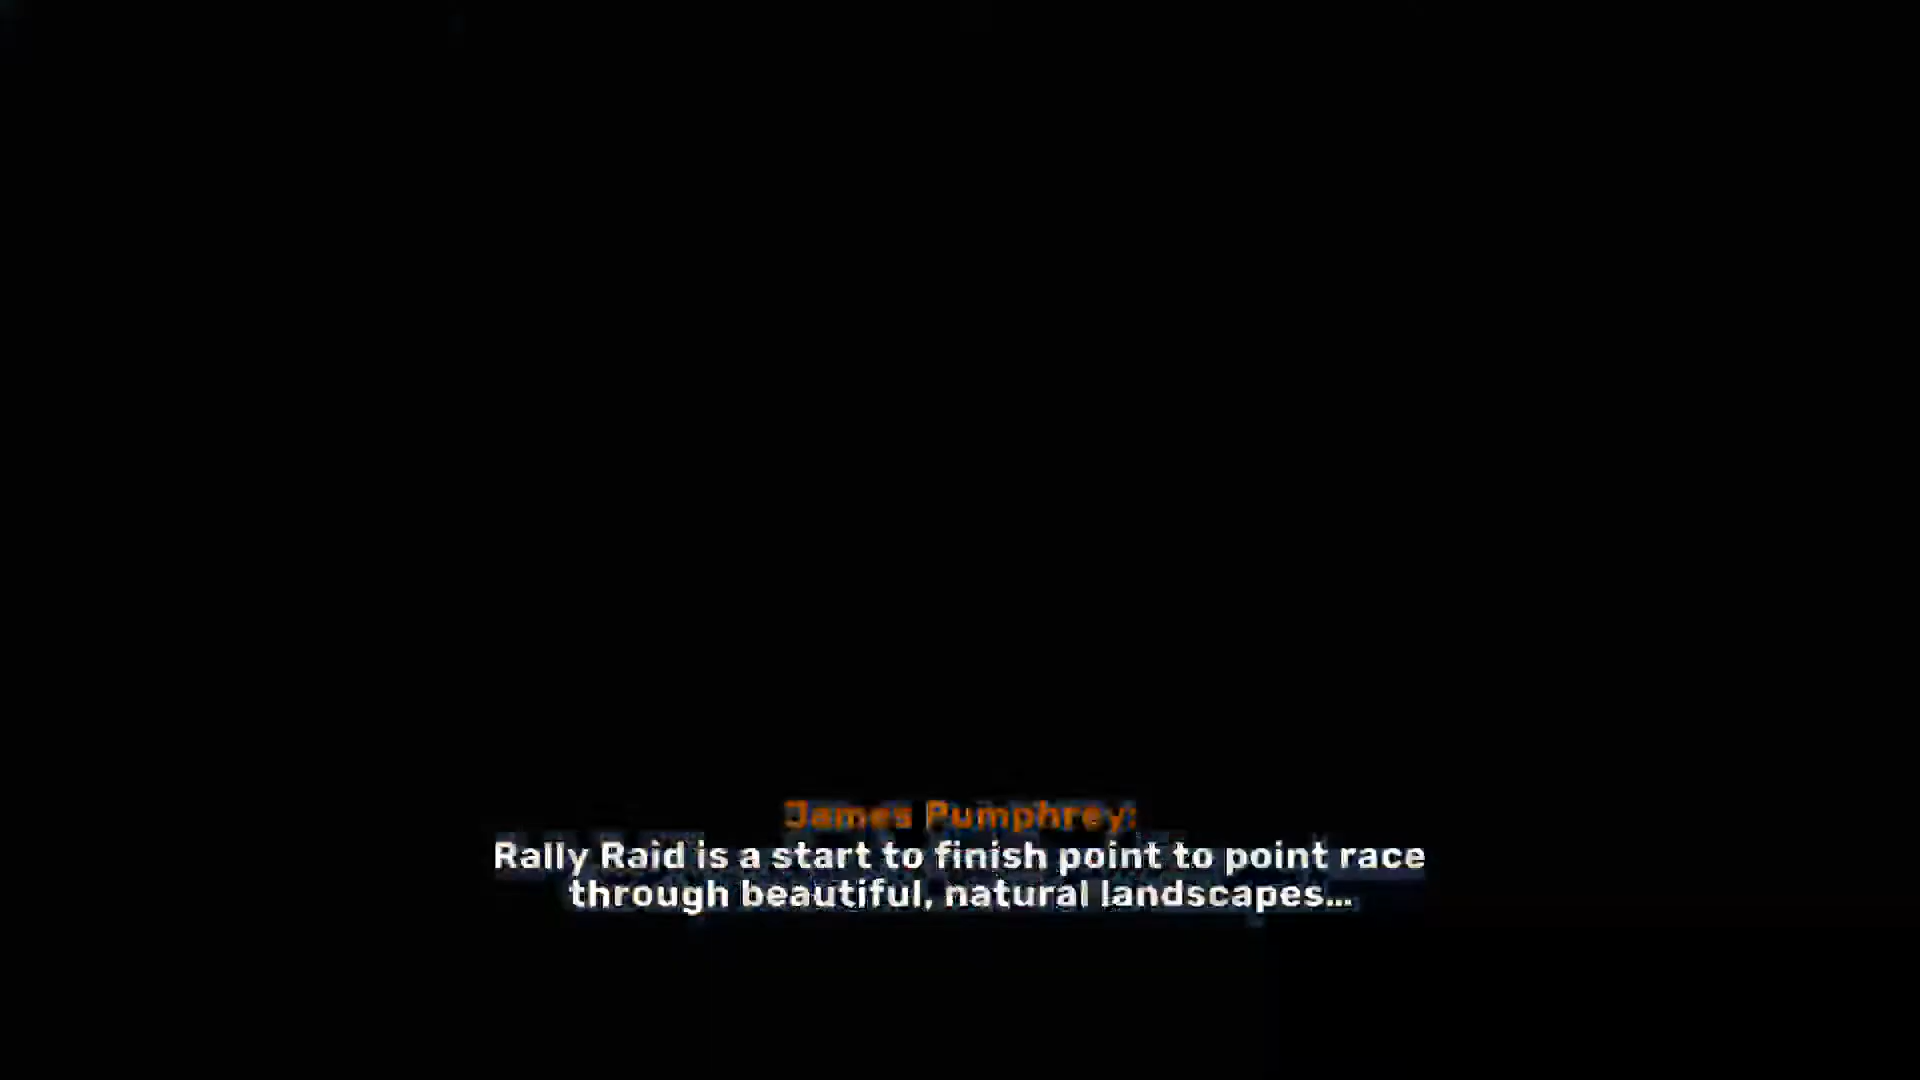 James Pumphrey:
Rally Raid is a start to finish point to point race
through beautiful, natural landscapes...